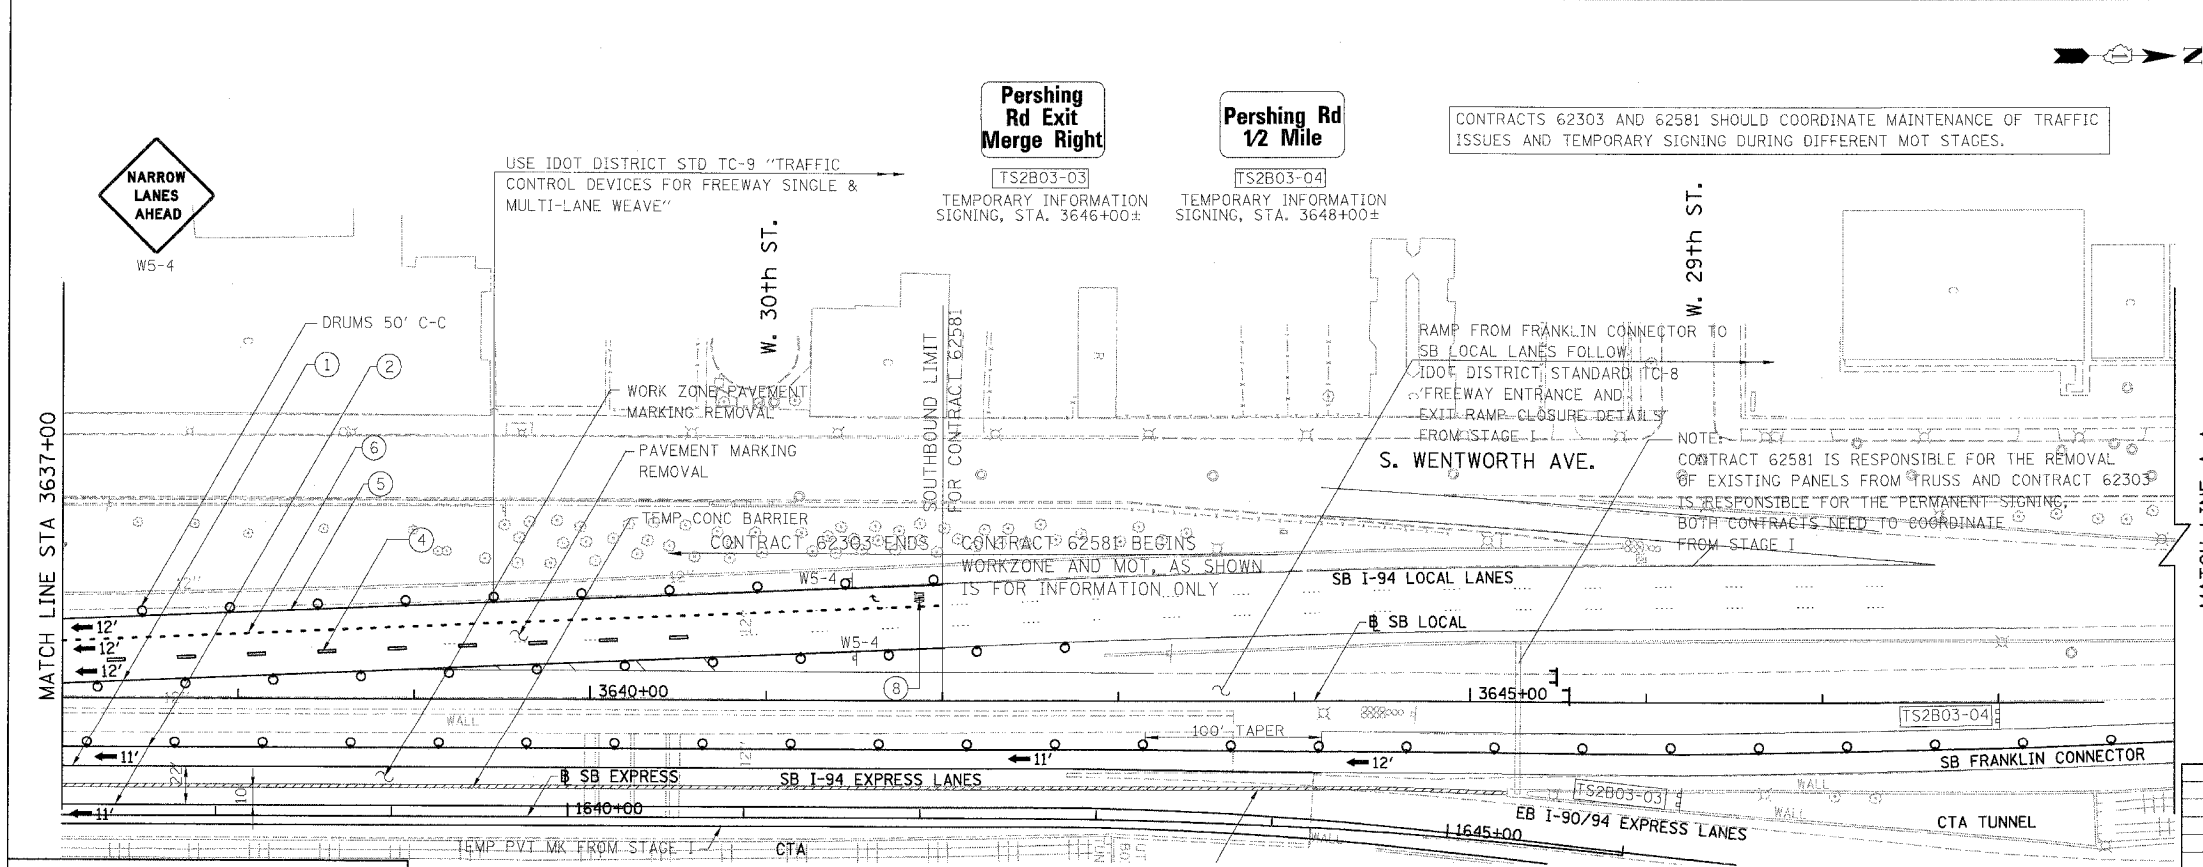 Z
Pershing
Rd Exit
Merge Right
TS2B03-03
TEMPORARY INFORMATION
SIGNING, STA. 3646+00±
Pershing Rd
1/2 Mile
TS2B03-04
TEMPORARY INFORMATION
SIGNING, STA. 3648+00±
CONTRACTS 62303 AND 62581 SHOULD COORDINATE MAINTENANCE OF TRAFFIC
ISSUES AND TEMPORARY SIGNING DURING DIFFERENT MOT STAGES.
NARROW
LANES
AHEAD
W5-4
USE IDOT DISTRICT STD TC-9 "TRAFFIC
CONTROL DEVICES FOR FREEWAY SINGLE &
MULTI-LANE WEAVE"
W. 30th ST.
W. 29th ST.
DRUMS 50' C-C
1
2
6
5
4
WORK ZONE PAVEMENT
MARKING REMOVAL
PAVEMENT MARKING
REMOVAL
TEMP CONC BARRIER
SOUTHBOUND LIMIT
FOR CONTRACT 62581
RAMP FROM FRANKLIN CONNECTOR TO
SB LOCAL LANES FOLLOW
IDOT DISTRICT STANDARD TC-8
"FREEWAY ENTRANCE AND
EXIT RAMP CLOSURE DETAILS"
FROM STAGE I
S. WENTWORTH AVE.
NOTE:
CONTRACT 62581 IS RESPONSIBLE FOR THE REMOVAL
OF EXISTING PANELS FROM TRUSS AND CONTRACT 62303
IS RESPONSIBLE FOR THE PERMANENT SIGNING,
BOTH CONTRACTS NEED TO COORDINATE
FROM STAGE I
MATCH LINE STA 3637+00
CONTRACT 62303 ENDS
CONTRACT 62581 BEGINS
WORKZONE AND MOT, AS SHOWN
IS FOR INFORMATION ONLY
12"
12"
W5-4
SB I-94 LOCAL LANES
12'
12'
12'
12"
12"
W5-4
℄ SB LOCAL
8
3640+00
3645+00
WALL
100' TAPER
TS2B03-04
11'
22'
10'
12"
11'
12'
SB FRANKLIN CONNECTOR
℄ SB EXPRESS
SB I-94 EXPRESS LANES
WALL
TS2B03-03
WALL
11'
1640+00
1645+00
EB I-90/94 EXPRESS LANES
CTA TUNNEL
WALL
TEMP PVT MK FROM STAGE I
CTA